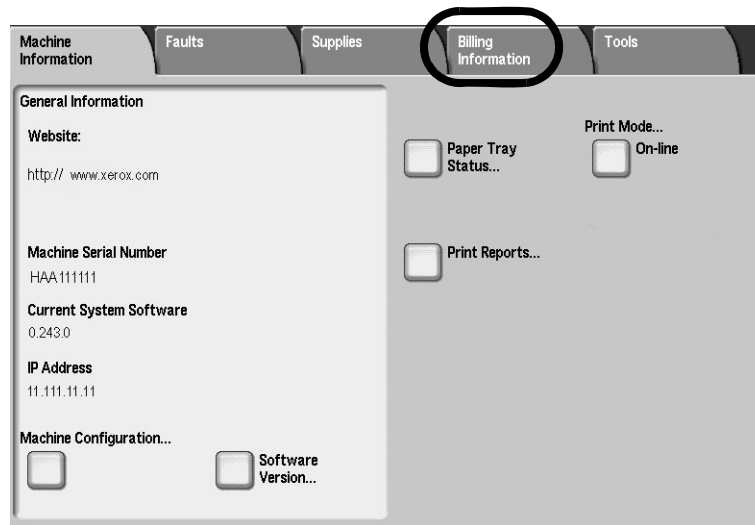 Machine
Information
Faults
Supplies
Billing
Information
Tools
General Information
Website:
http:// www.xerox.com
Machine Serial Number
HAA111111
Current System Software
0.243.0
IP Address
11.111.11.11
Machine Configuration...
Software
Version...
Paper Tray
Status...
Print Mode...
On-line
Print Reports...